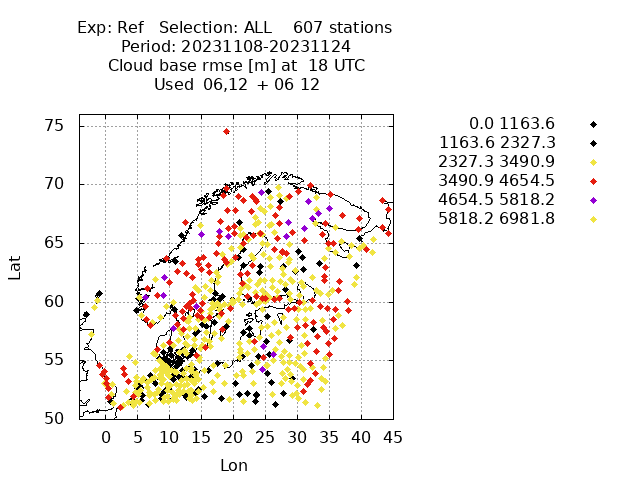 Exp: Ref   Selection: ALL    607 stations
Period: 20231108-20231124
Cloud base rmse [m] at  18 UTC
Used  06,12  + 06 12
0.0 1163.6
1163.6 2327.3
2327.3 3490.9
3490.9 4654.5
4654.5 5818.2
5818.2 6981.8
75
70
65
60
55
50
Lat
0 5 10 15 20 25 30 35 40 45
Lon